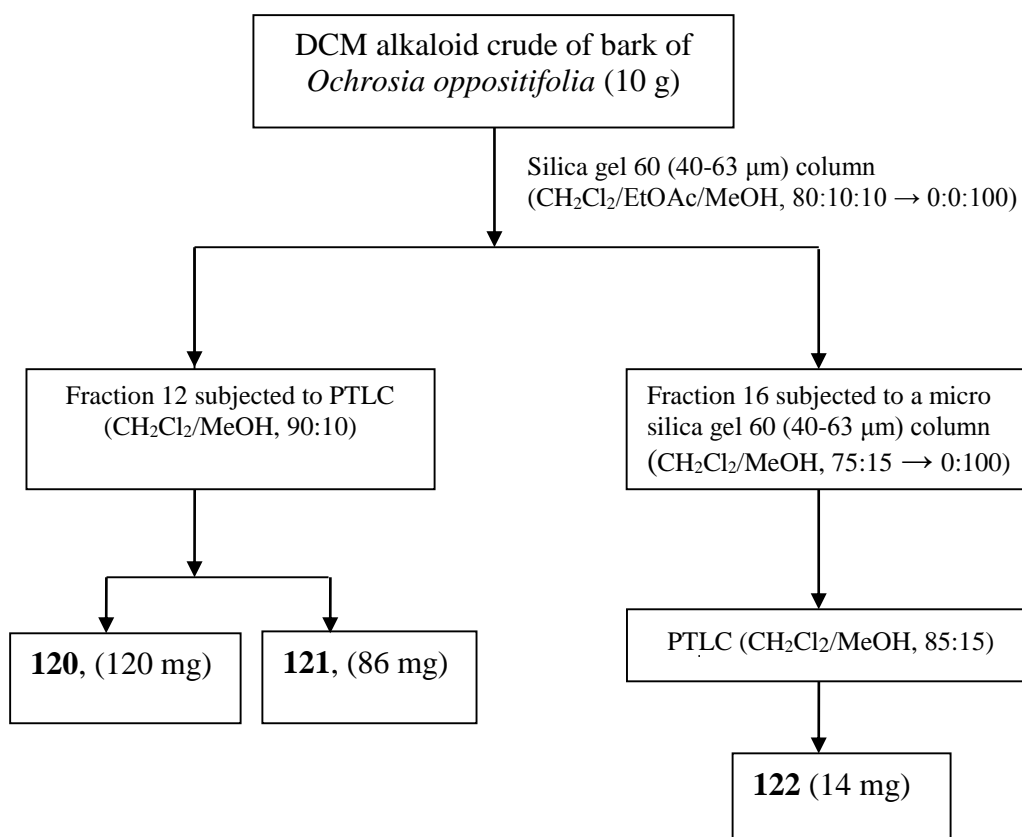 DCM alkaloid crude of bark of
Ochrosia oppositifolia (10 g)
Silica gel 60 (40-63 μm) column
(CH₂Cl₂/EtOAc/MeOH, 80:10:10 → 0:0:100)
Fraction 12 subjected to PTLC
(CH₂Cl₂/MeOH, 90:10)
Fraction 16 subjected to a micro
silica gel 60 (40-63 μm) column
(CH₂Cl₂/MeOH, 75:15 → 0:100)
120, (120 mg)
121, (86 mg)
PTLC (CH₂Cl₂/MeOH, 85:15)
122 (14 mg)